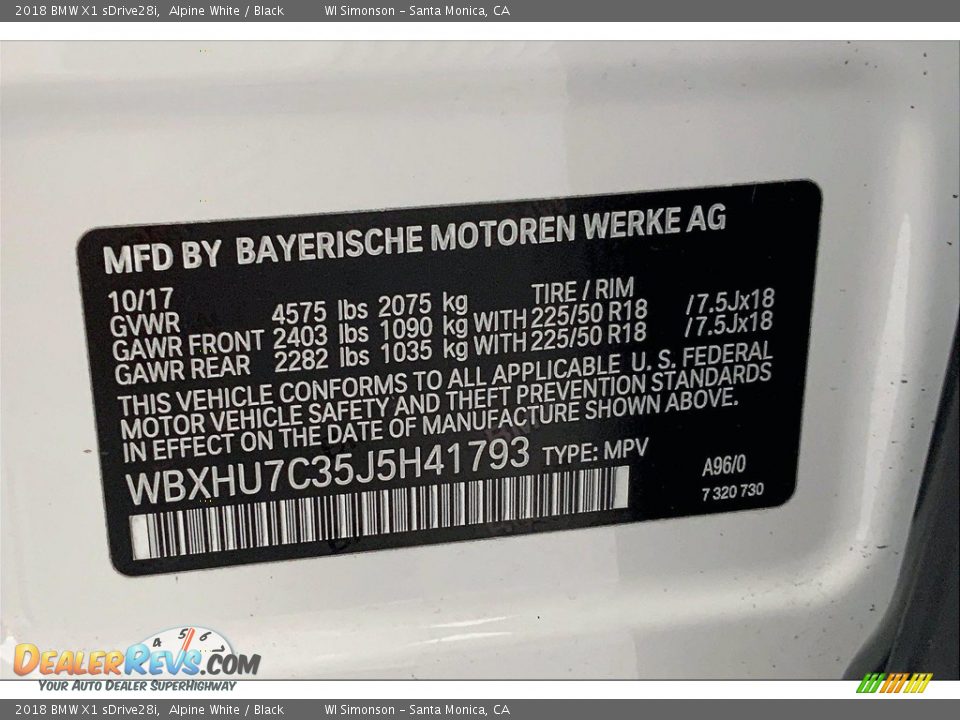 2018 BMW X1 sDrive28i,  Alpine White / Black        WI Simonson - Santa Monica, CA
MFD BY BAYERISCHE MOTOREN WERKE AG
10/17 TIRE / RIM
GVWR 4575 lbs 2075 kg
GAWR FRONT 2403 lbs 1090 kg WITH 225/50 R18 /7.5Jx18
GAWR REAR 2282 lbs 1035 kg WITH 225/50 R18 /7.5Jx18
THIS VEHICLE CONFORMS TO ALL APPLICABLE U. S. FEDERAL
MOTOR VEHICLE SAFETY AND THEFT PREVENTION STANDARDS
IN EFFECT ON THE DATE OF MANUFACTURE SHOWN ABOVE.
WBXHU7C35J5H41793 TYPE: MPV
A96/0
7 320 730
4 5 6
DEALERREVS.COM
YOUR AUTO DEALER SUPERHIGHWAY
2018 BMW X1 sDrive28i,  Alpine White / Black        WI Simonson - Santa Monica, CA